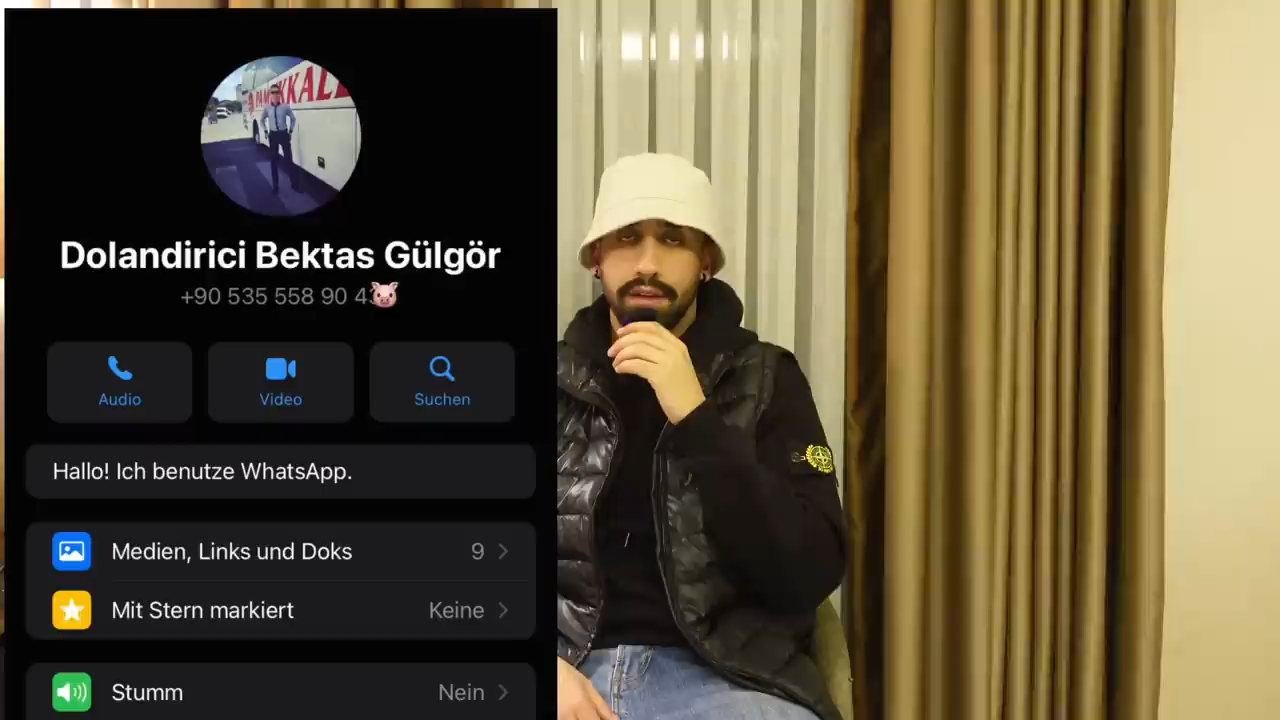 PAMUKKALE
Dolandirici Bektas Gülgör
+90 535 558 90 4
Audio
Video
Suchen
Hallo! Ich benutze WhatsApp.
Medien, Links und Doks
9
Mit Stern markiert
Keine
Stumm
Nein